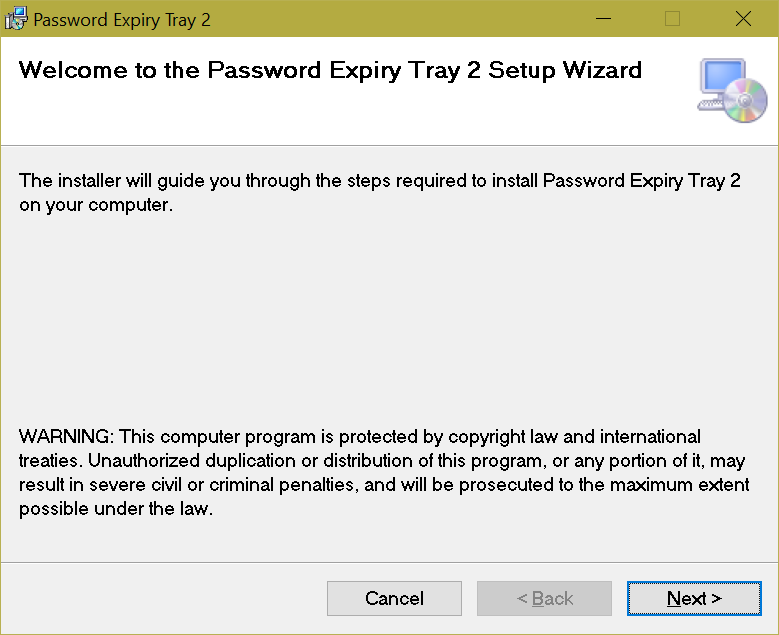 Password Expiry Tray 2
Welcome to the Password Expiry Tray 2 Setup Wizard
The installer will guide you through the steps required to install Password Expiry Tray 2
on your computer.
WARNING: This computer program is protected by copyright law and international
treaties. Unauthorized duplication or distribution of this program, or any portion of it, may
result in severe civil or criminal penalties, and will be prosecuted to the maximum extent
possible under the law.
Cancel < Back Next >